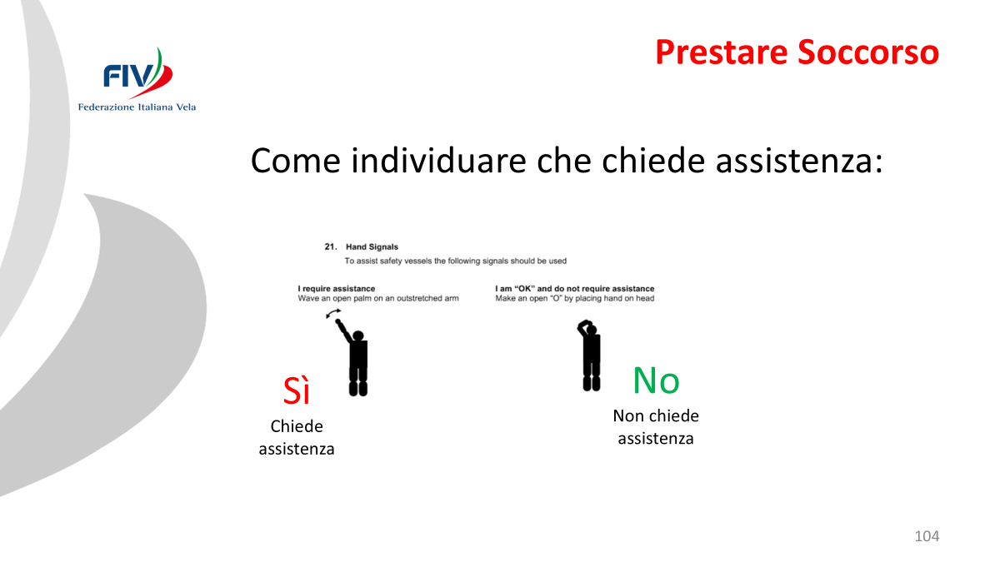 Prestare Soccorso
FIV
Federazione Italiana Vela
Come individuare che chiede assistenza:
21. Hand Signals
To assist safety vessels the following signals should be used
I require assistance
Wave an open palm on an outstretched arm
I am “OK” and do not require assistance
Make an open “O” by placing hand on head
Sì
Chiede
assistenza
No
Non chiede
assistenza
104